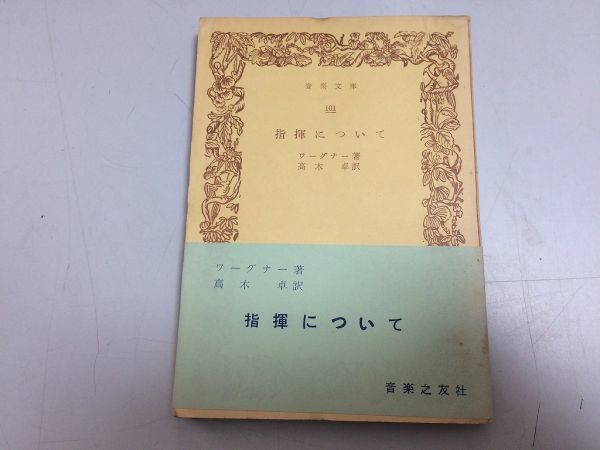 音楽文庫
101
指揮について
ワーグナー著
高木 卓訳
ワーグナー著
高木 卓訳
指揮について
音楽之友社